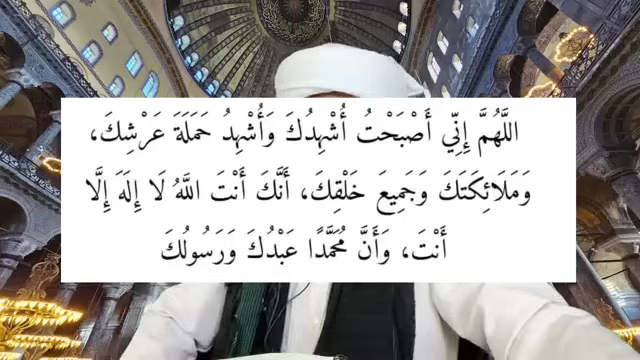 اللَّهُمَّ إِنِّي أَصْبَحْتُ أُشْهِدُكَ وَأُشْهِدُ حَمَلَةَ عَرْشِكَ،
وَمَلَائِكَتَكَ وَجَمِيعَ خَلْقِكَ، أَنَّكَ أَنْتَ اللَّهُ لَا إِلَهَ إِلَّا
أَنْتَ، وَأَنَّ مُحَمَّدًا عَبْدُكَ وَرَسُولُكَ